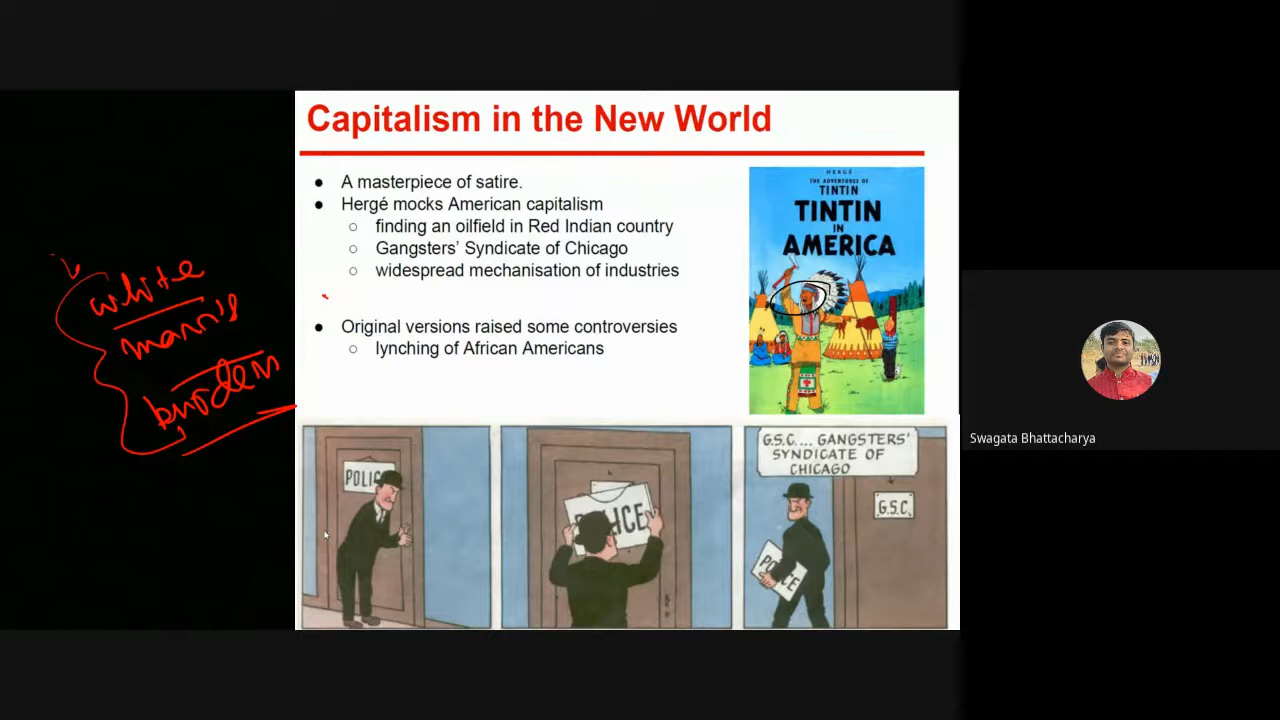 Capitalism in the New World
● A masterpiece of satire.
● Hergé mocks American capitalism
○ finding an oilfield in Red Indian country
○ Gangsters' Syndicate of Chicago
○ widespread mechanisation of industries
● Original versions raised some controversies
○ lynching of African Americans
HERGÉ
THE ADVENTURES OF
TINTIN
TINTIN
IN
AMERICA
white
man's
burden
POLIC
POLICE
G.S.C.... GANGSTERS'
SYNDICATE OF
CHICAGO
G.S.C.
POLICE
Swagata Bhattacharya